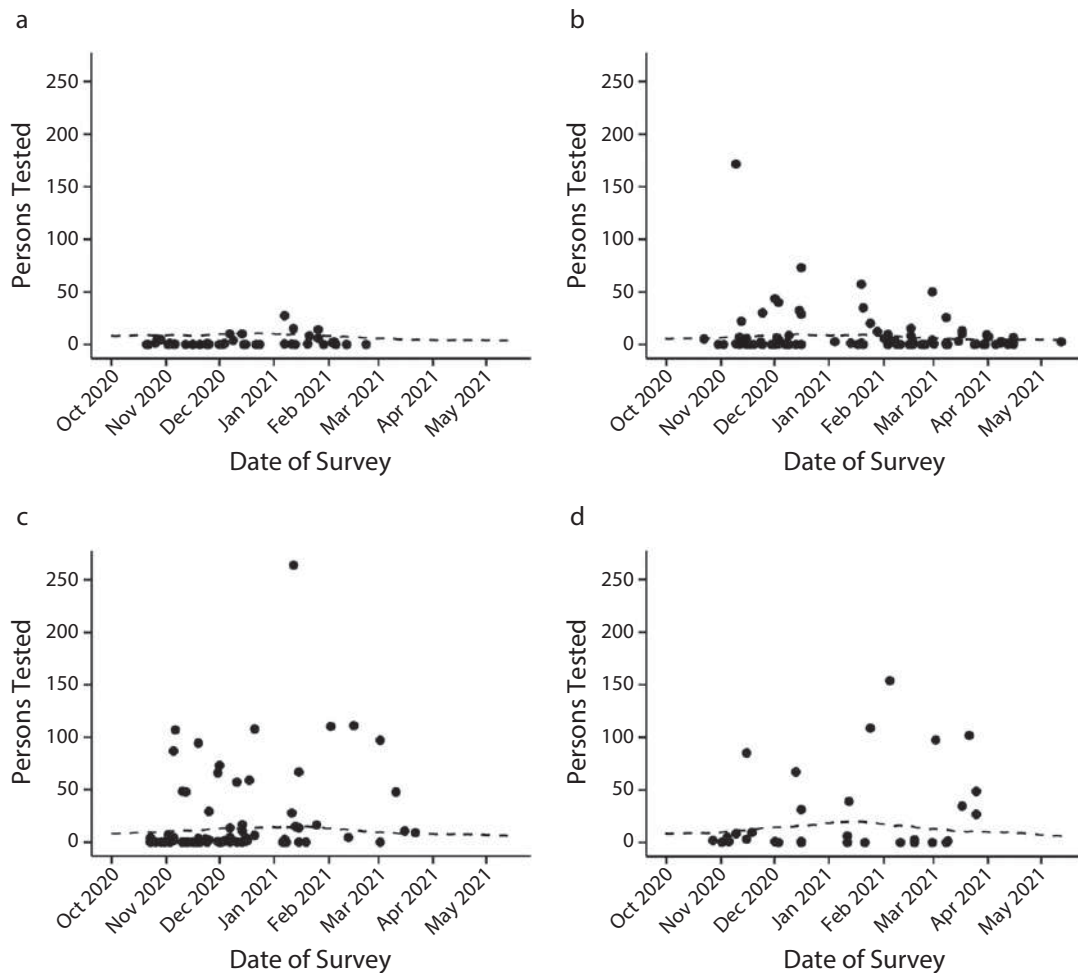 a
250
200
150
100
50
0
Persons Tested
Oct 2020
Nov 2020
Dec 2020
Jan 2021
Feb 2021
Mar 2021
Apr 2021
May 2021
Date of Survey
b
250
200
150
100
50
0
Persons Tested
Oct 2020
Nov 2020
Dec 2020
Jan 2021
Feb 2021
Mar 2021
Apr 2021
May 2021
Date of Survey
c
250
200
150
100
50
0
Persons Tested
Oct 2020
Nov 2020
Dec 2020
Jan 2021
Feb 2021
Mar 2021
Apr 2021
May 2021
Date of Survey
d
250
200
150
100
50
0
Persons Tested
Oct 2020
Nov 2020
Dec 2020
Jan 2021
Feb 2021
Mar 2021
Apr 2021
May 2021
Date of Survey